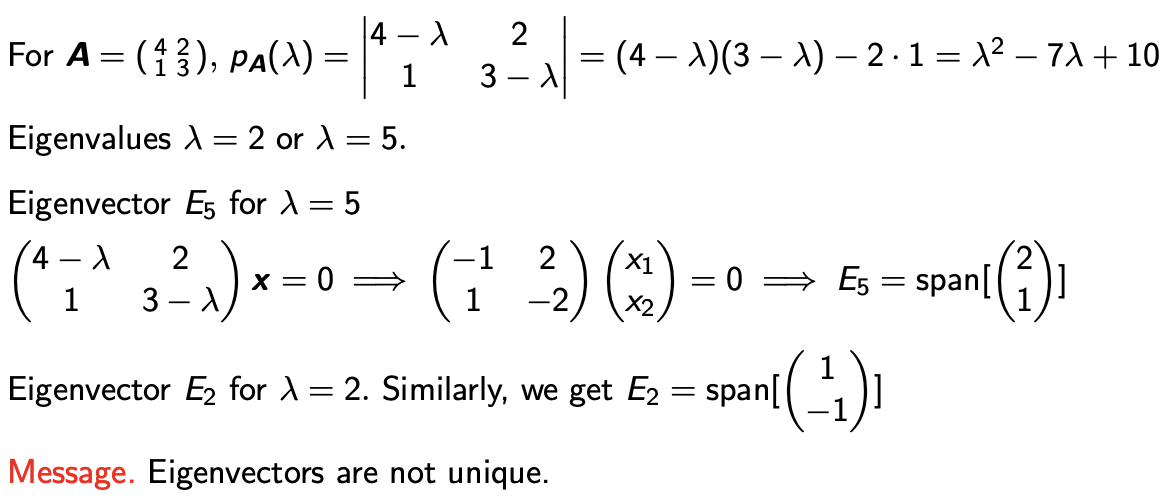 For A = (4 2 1 3), p_A(λ) = |4 − λ 2 1 3 − λ| = (4 − λ)(3 − λ) − 2 · 1 = λ² − 7λ + 10
Eigenvalues λ = 2 or λ = 5.
Eigenvector E₅ for λ = 5
(4 − λ 2 1 3 − λ) x = 0 ⟹ (−1 2 1 −2) (x₁ x₂) = 0 ⟹ E₅ = span[(2 1)]
Eigenvector E₂ for λ = 2. Similarly, we get E₂ = span[(1 −1)]
Message. Eigenvectors are not unique.